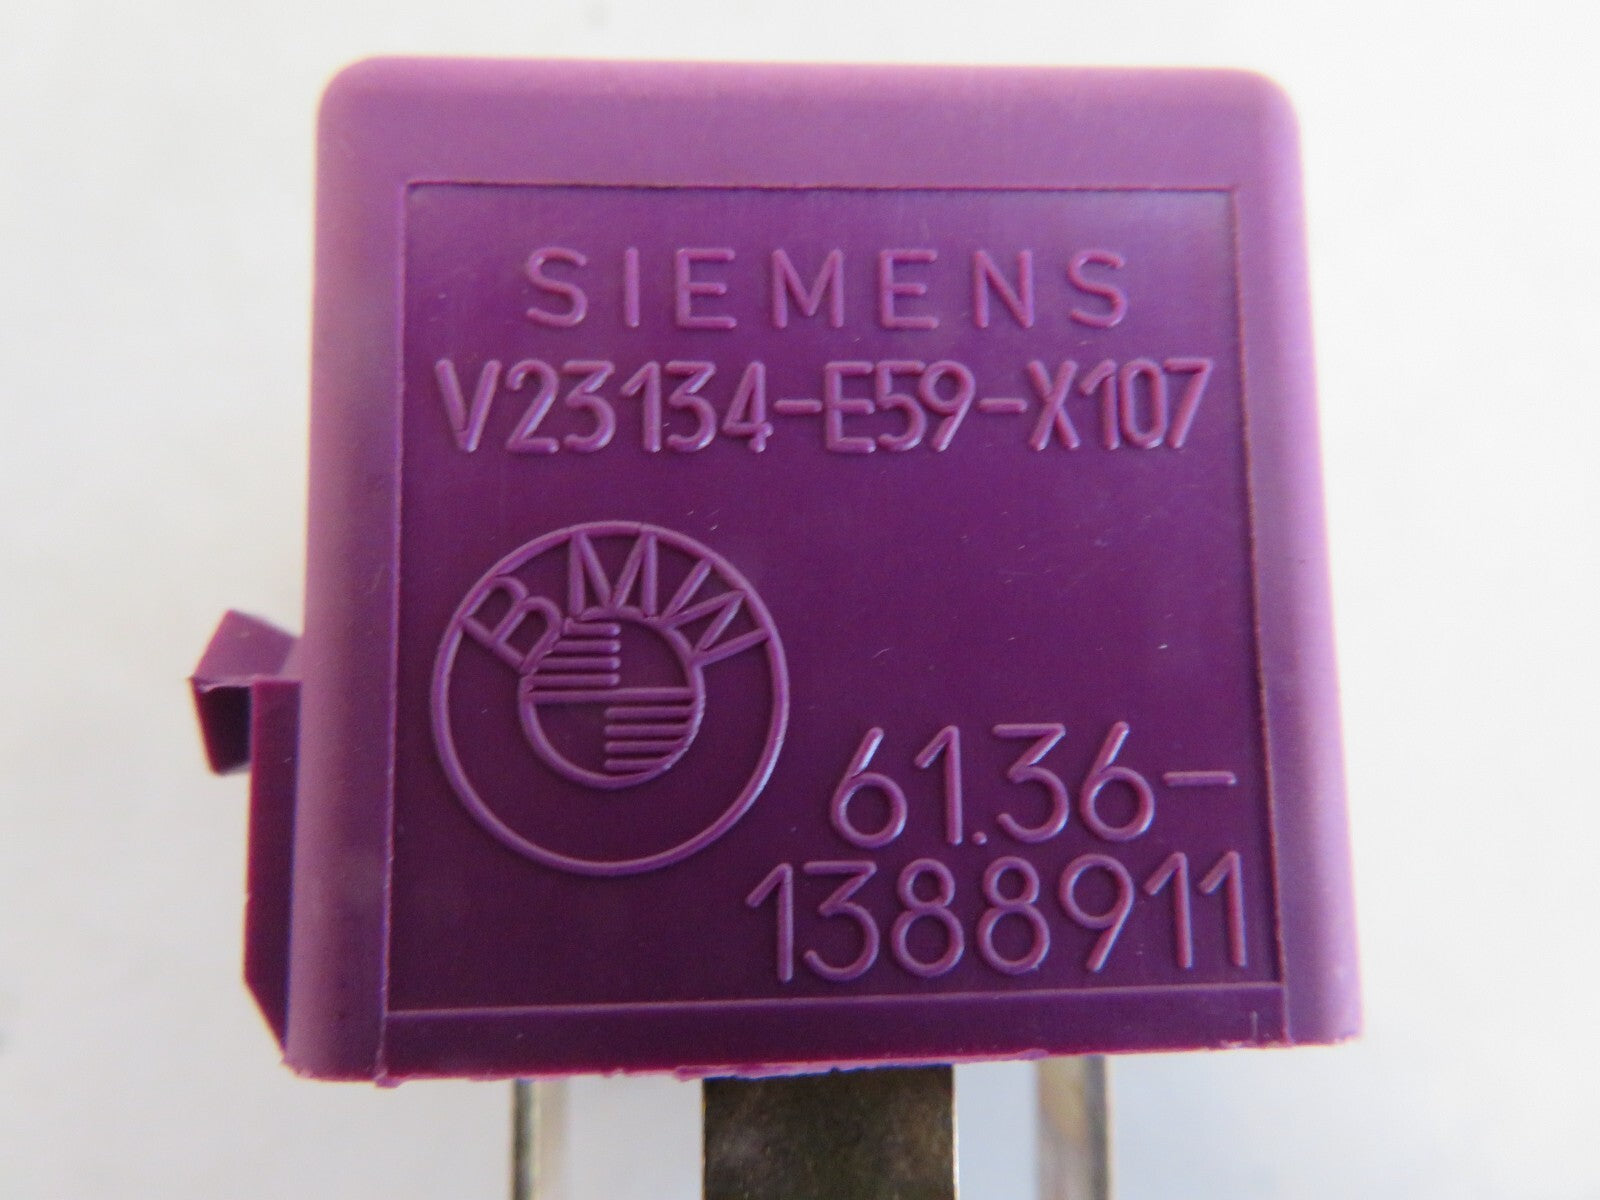 SIEMENS
V23134-E59-X107
BMW
61.36-
1388911